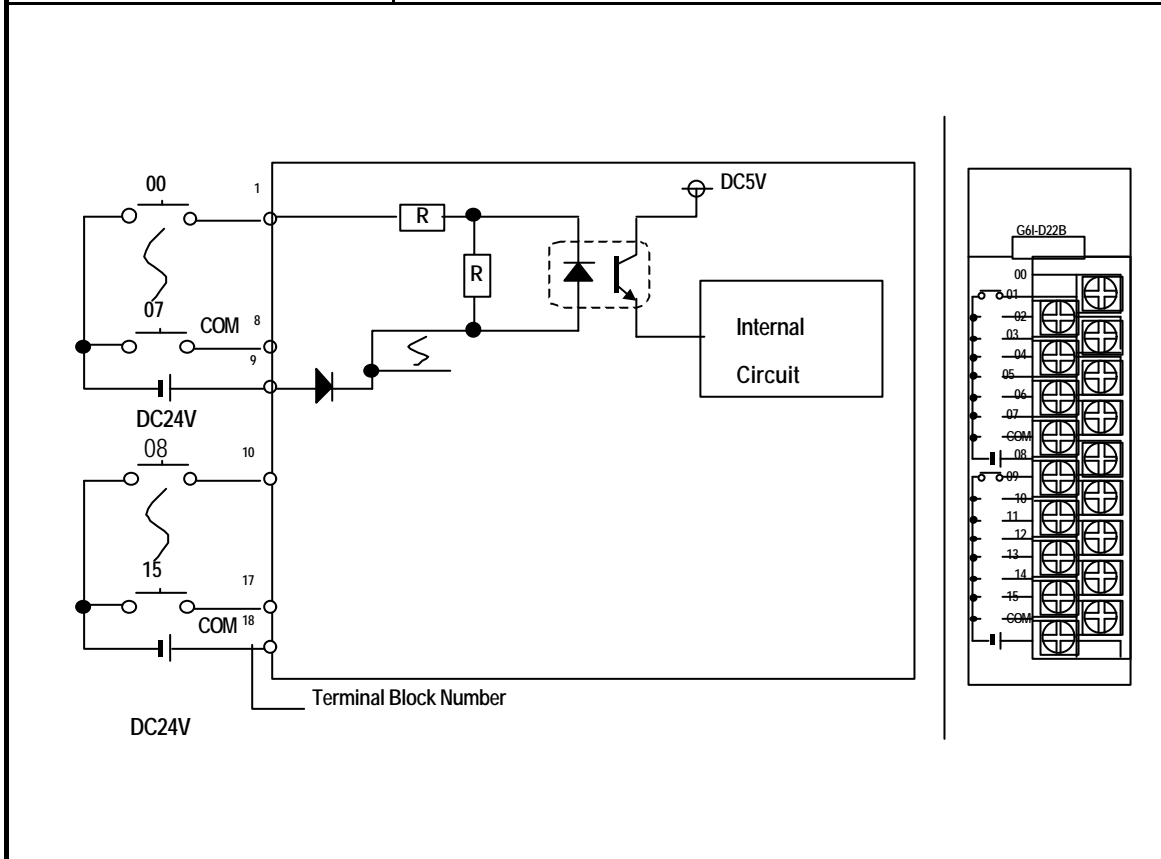 00
1
07
COM 8
9
DC24V
08
10
15
17
COM 18
DC24V
R
R
DC5V
Internal
Circuit
Terminal Block Number
G6I-D22B
00
01
02
03
04
05
06
07
COM
08
09
10
11
12
13
14
15
COM